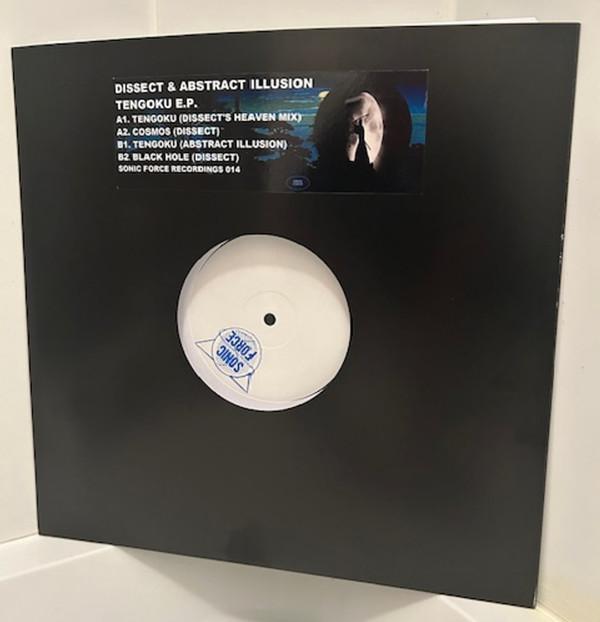 DISSECT & ABSTRACT ILLUSION
TENGOKU E.P.
A1. TENGOKU (DISSECT'S HEAVEN MIX)
A2. COSMOS (DISSECT)
B1. TENGOKU (ABSTRACT ILLUSION)
B2 BLACK HOLE (DISSECT)
SONIC FORCE RECORDINGS 014
SONIC
FORCE